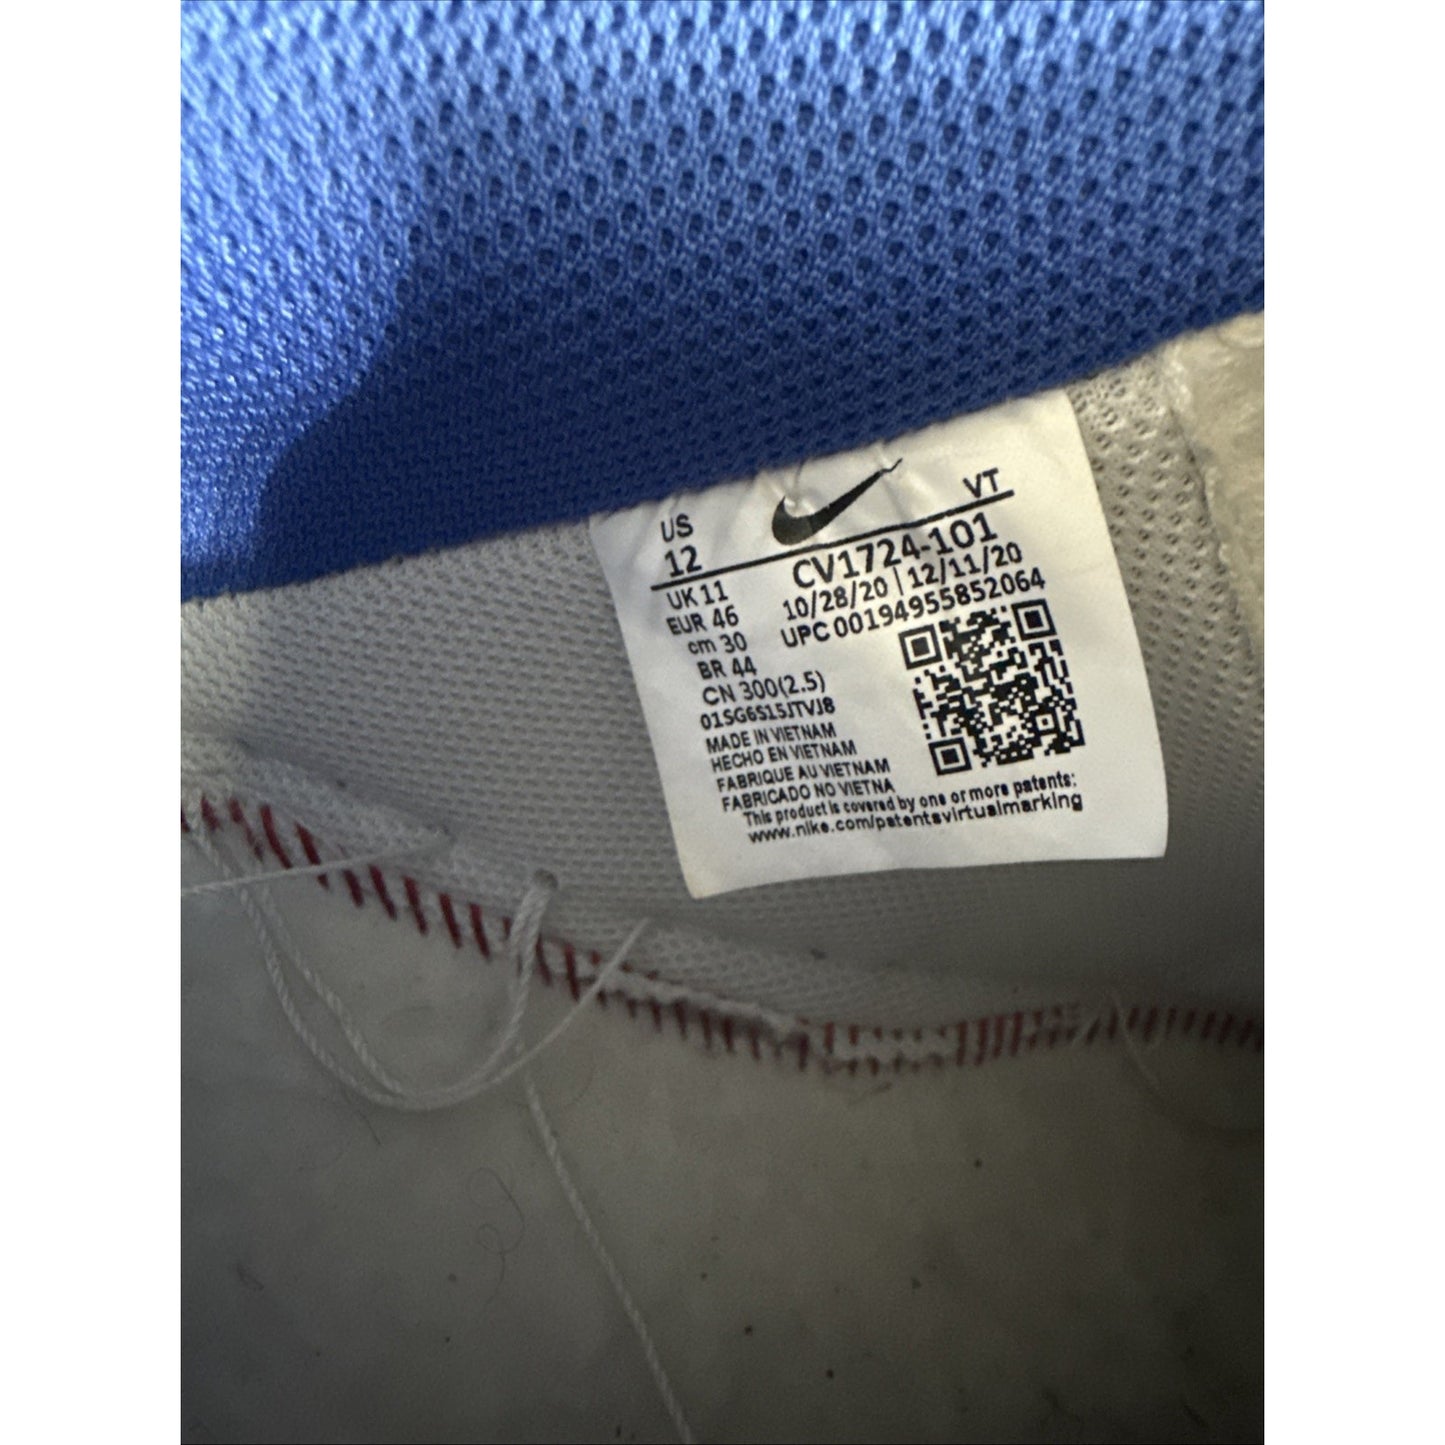 US
12
VT
CV1724-101
UK 11
10/28/20 | 12/11/20
EUR 46
UPC 00194955852064
cm 30
BR 44
CN 300(2.5)
01SG6S15JTVJ8
MADE IN VIETNAM
HECHO EN VIETNAM
FABRIQUE AU VIETNAM
FABRICADO NO VIETNA
This product is covered by one or more patents:
www.nike.com/patentsvirtualmarking